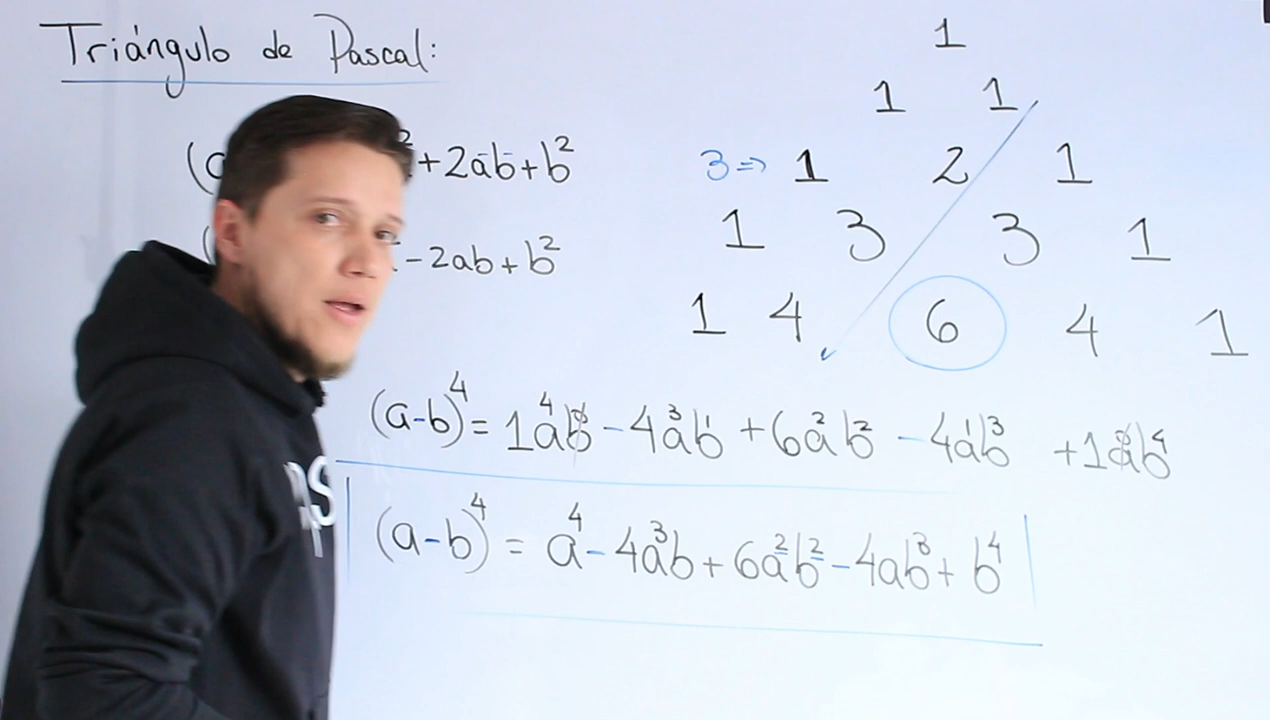 Triángulo de Pascal:
(a ² + 2ab + b²
( - 2ab + b²
1
1 1
3 => 1 2 1
1 3 3 1
1 4 6 4 1
(a-b)⁴ = 1a⁴b⁰ - 4a³b¹ + 6a²b² - 4a¹b³ + 1a⁰b⁴
(a-b)⁴ = a⁴ - 4a³b + 6a²b² - 4ab³ + b⁴